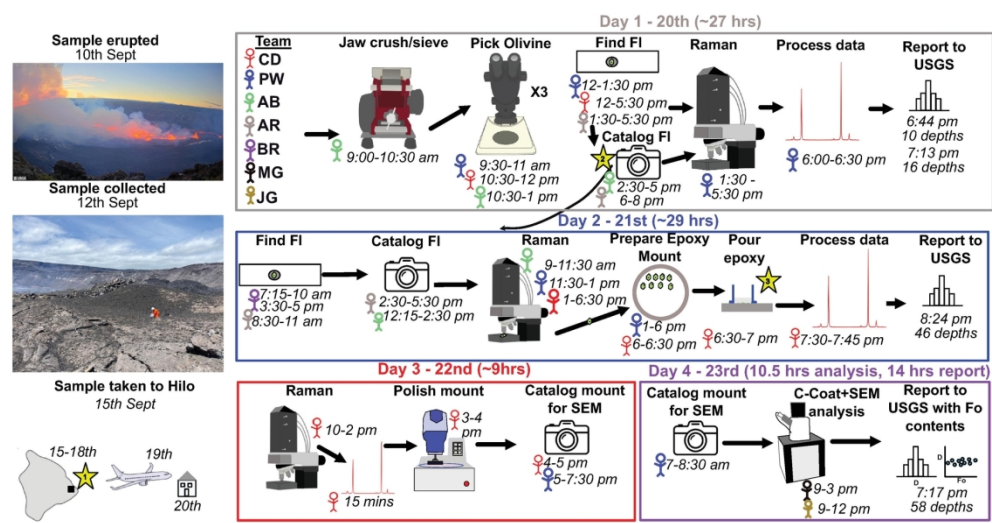 Sample erupted
10th Sept
Sample collected
12th Sept
Sample taken to Hilo
15th Sept
15-18th
1
19th
20th
Day 1 - 20th (~27 hrs)
Team
CD
PW
AB
AR
BR
MG
JG
Jaw crush/sieve
9:00-10:30 am
Pick Olivine
X3
9:30-11 am
10:30-12 pm
10:30-1 pm
Find FI
12-1:30 pm
12-5:30 pm
1:30-5:30 pm
Catalog FI
2
2:30-5 pm
6-8 pm
Raman
1:30 -
5:30 pm
Process data
6:00-6:30 pm
Report to
USGS
6:44 pm
10 depths
7:13 pm
16 depths
Day 2 - 21st (~29 hrs)
Find FI
7:15-10 am
3:30-5 pm
8:30-11 am
Catalog FI
2:30-5:30 pm
12:15-2:30 pm
Raman
9-11:30 am
11:30-1 pm
1-6:30 pm
Prepare Epoxy
Mount
1-6 pm
6-6:30 pm
Pour
epoxy
3
6:30-7 pm
Process data
7:30-7:45 pm
Report to
USGS
8:24 pm
46 depths
Day 3 - 22nd (~9hrs)
Raman
10-2 pm
15 mins
Polish mount
3-4
pm
Catalog mount
for SEM
4-5 pm
5-7:30 pm
Day 4 - 23rd (10.5 hrs analysis, 14 hrs report)
Catalog mount
for SEM
7-8:30 am
C-Coat+SEM
analysis
9-3 pm
9-12 pm
Report to
USGS with Fo
contents
D
D
Fo
7:17 pm
58 depths